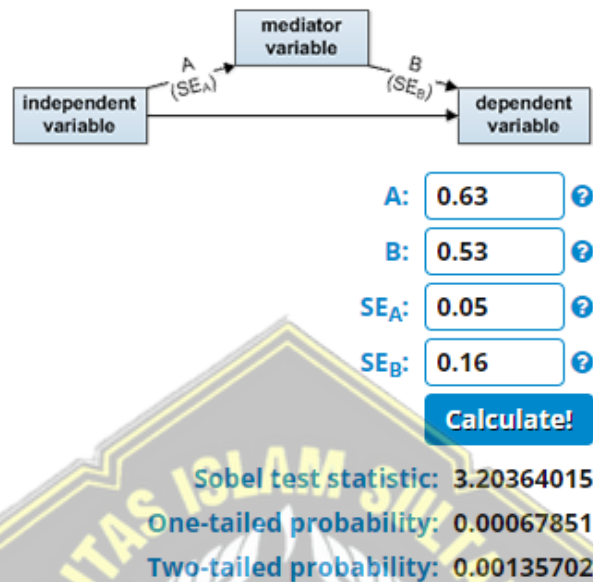 mediator
variable
A
(SEA)
B
(SEB)
independent
variable
dependent
variable
A: 0.63 ?
B: 0.53 ?
SEA: 0.05 ?
SEB: 0.16 ?
Calculate!
Sobel test statistic: 3.20364015
One-tailed probability: 0.00067851
Two-tailed probability: 0.00135702
ISLAM